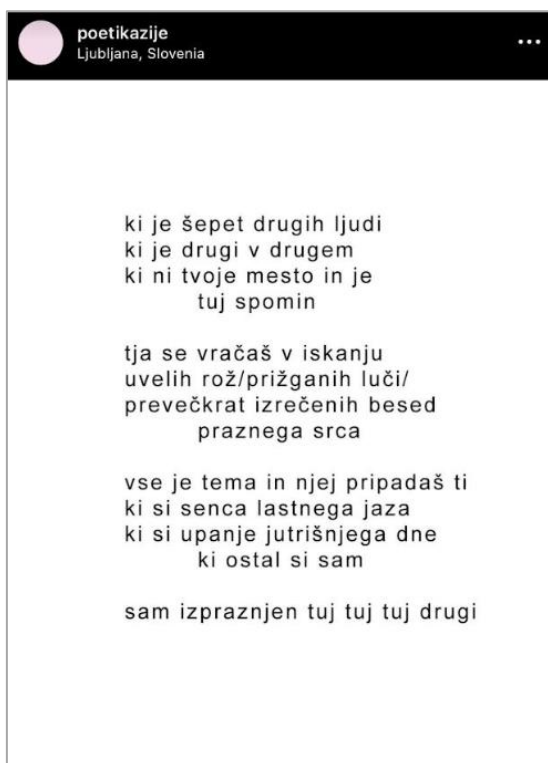 poetikazije
Ljubljana, Slovenia
ki je šepet drugih ljudi
ki je drugi v drugem
ki ni tvoje mesto in je
tuj spomin
tja se vračaš v iskanju
uvelih rož/prižganih luči/
prevečkrat izrečenih besed
praznega srca
vse je tema in njej pripadaš ti
ki si senca lastnega jaza
ki si upanje jutrišnjega dne
ki ostal si sam
sam izpraznjen tuj tuj tuj drugi